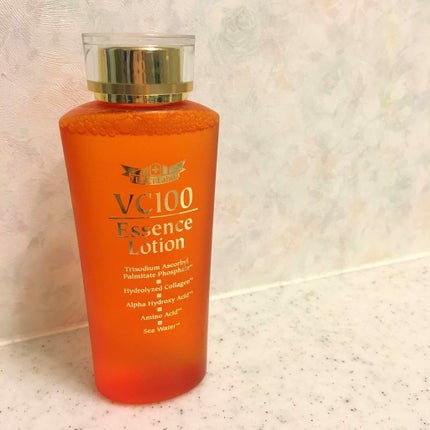 VC100
Essence
Lotion
Trisodium Ascorbyl
Palmitate Phosphate**
Hydrolyzed Collagen**
Alpha Hydroxy Acid**
Amino Acid**
Sea Water**